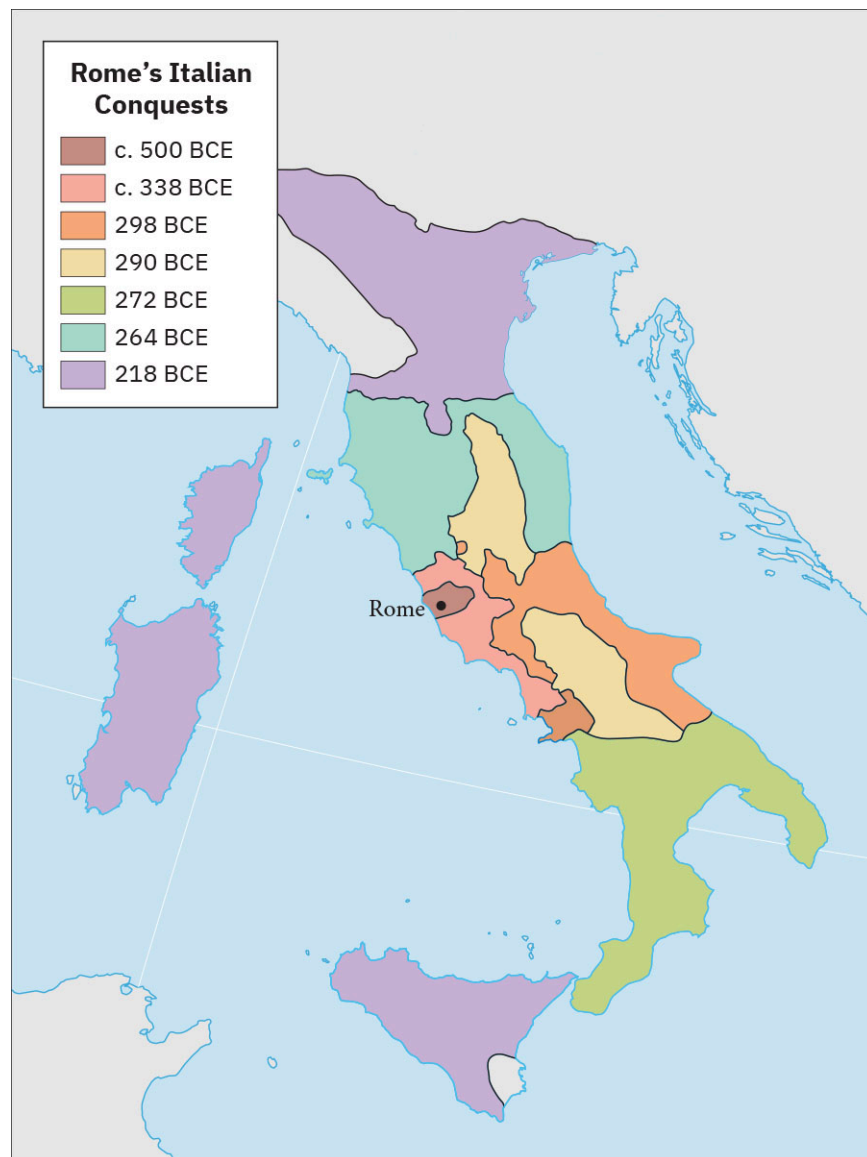 Rome’s Italian
Conquests
c. 500 BCE
c. 338 BCE
298 BCE
290 BCE
272 BCE
264 BCE
218 BCE
Rome